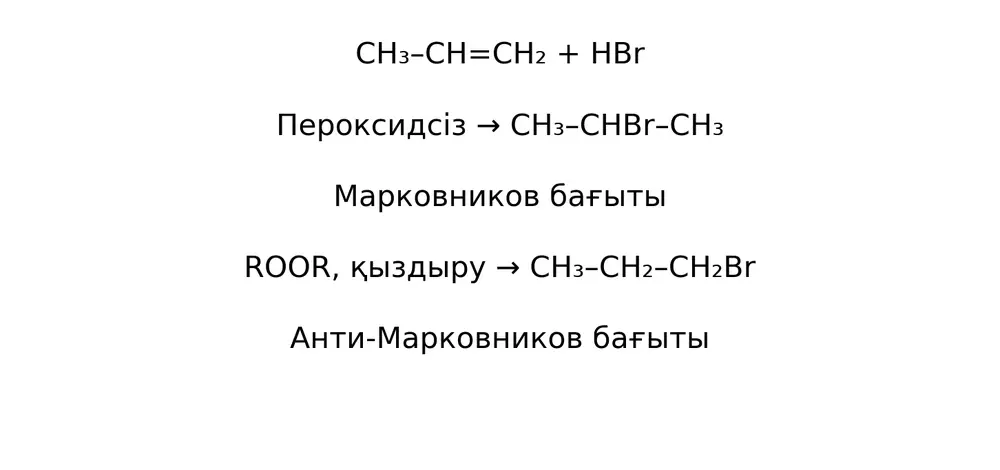 CH₃–CH=CH₂ + HBr
Пероксидсіз → CH₃–CHBr–CH₃
Марковников бағыты
ROOR, қыздыру → CH₃–CH₂–CH₂Br
Анти-Марковников бағыты